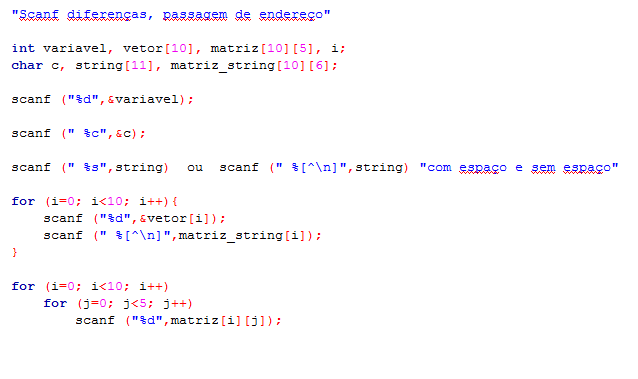 "Scanf diferenças, passagem de endereço"
int variavel, vetor[10], matriz[10][5], i;
char c, string[11], matriz_string[10][6];
scanf ("%d",&variavel);
scanf (" %c",&c);
scanf (" %s",string)  ou  scanf (" %[^\n]",string) "com espaço e sem espaço"
for (i=0; i<10; i++){
    scanf ("%d",&vetor[i]);
    scanf (" %[^\n]",matriz_string[i]);
}
for (i=0; i<10; i++)
    for (j=0; j<5; j++)
        scanf ("%d",matriz[i][j]);